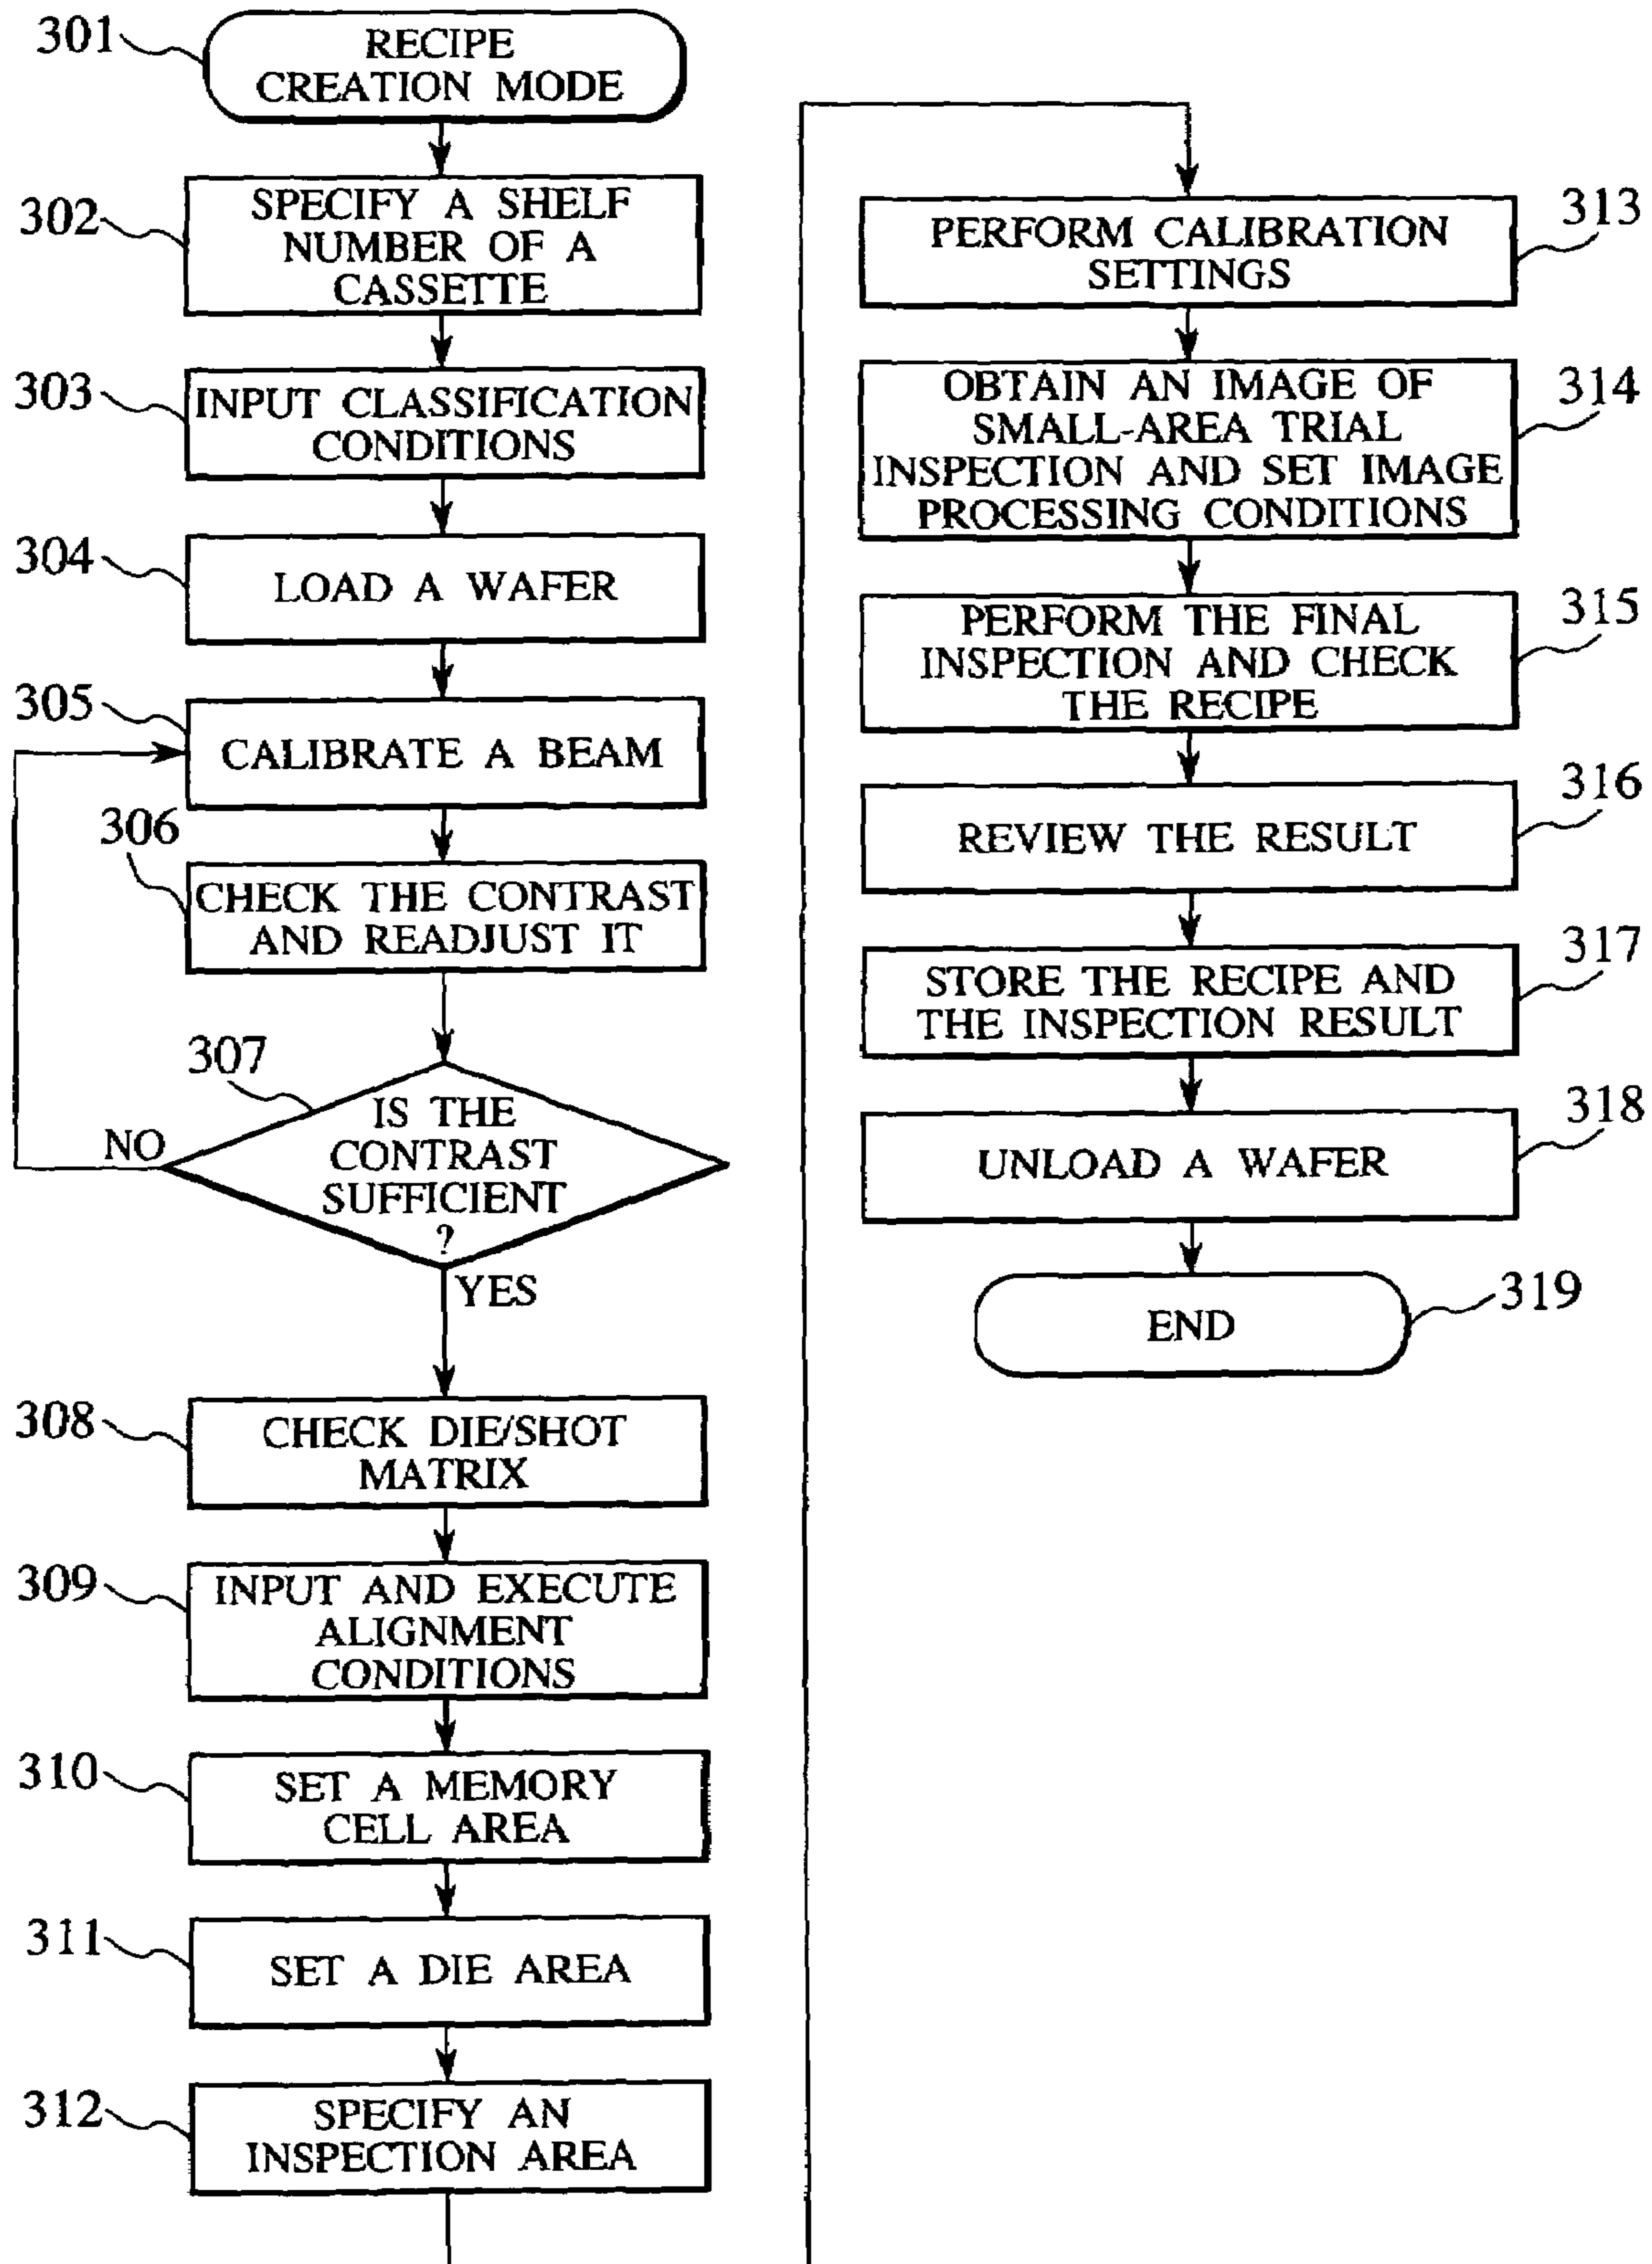 301
RECIPE
CREATION MODE
302
SPECIFY A SHELF
NUMBER OF A
CASSETTE
303
INPUT CLASSIFICATION
CONDITIONS
304
LOAD A WAFER
305
CALIBRATE A BEAM
306
CHECK THE CONTRAST
AND READJUST IT
307
IS THE
CONTRAST
SUFFICIENT
?
NO
YES
308
CHECK DIE/SHOT
MATRIX
309
INPUT AND EXECUTE
ALIGNMENT
CONDITIONS
310
SET A MEMORY
CELL AREA
311
SET A DIE AREA
312
SPECIFY AN
INSPECTION AREA
313
PERFORM CALIBRATION
SETTINGS
314
OBTAIN AN IMAGE OF
SMALL-AREA TRIAL
INSPECTION AND SET IMAGE
PROCESSING CONDITIONS
315
PERFORM THE FINAL
INSPECTION AND CHECK
THE RECIPE
316
REVIEW THE RESULT
317
STORE THE RECIPE AND
THE INSPECTION RESULT
318
UNLOAD A WAFER
319
END